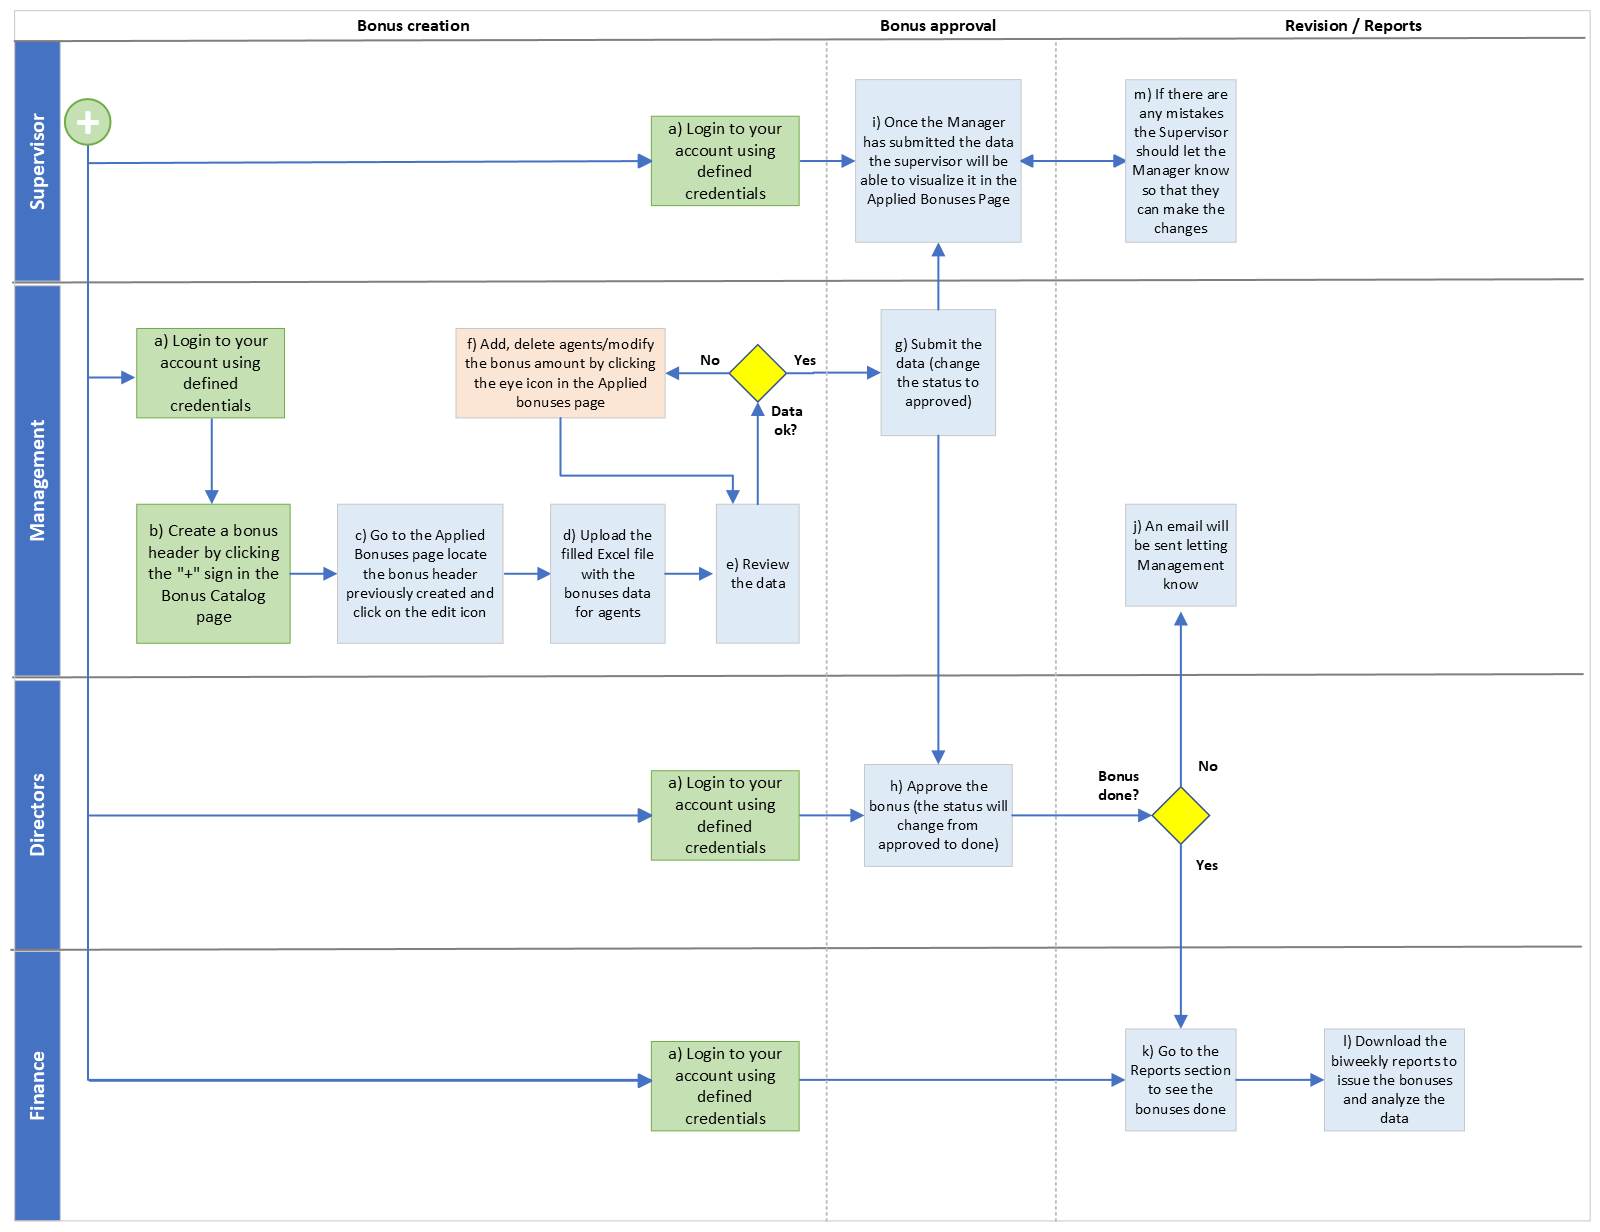 Bonus creation
Bonus approval
Revision / Reports
Supervisor
a) Login to your
account using
defined
credentials
i) Once the Manager
has submitted the data
the supervisor will be
able to visualize it in the
Applied Bonuses Page
m) If there are
any mistakes
the Supervisor
should let the
Manager know
so that they
can make the
changes
Management
a) Login to your
account using
defined
credentials
f) Add, delete agents/modify
the bonus amount by clicking
the eye icon in the Applied
bonuses page
No
Yes
Data
ok?
g) Submit the
data (change
the status to
approved)
b) Create a bonus
header by clicking
the "+" sign in the
Bonus Catalog
page
c) Go to the Applied
Bonuses page locate
the bonus header
previously created and
click on the edit icon
d) Upload the
filled Excel file
with the
bonuses data
for agents
e) Review
the data
j) An email will
be sent letting
Management
know
Directors
a) Login to your
account using
defined
credentials
h) Approve the
bonus (the status will
change from
approved to done)
Bonus
done?
No
Yes
Finance
a) Login to your
account using
defined
credentials
k) Go to the
Reports section
to see the
bonuses done
l) Download the
biweekly reports to
issue the bonuses
and analyze the
data